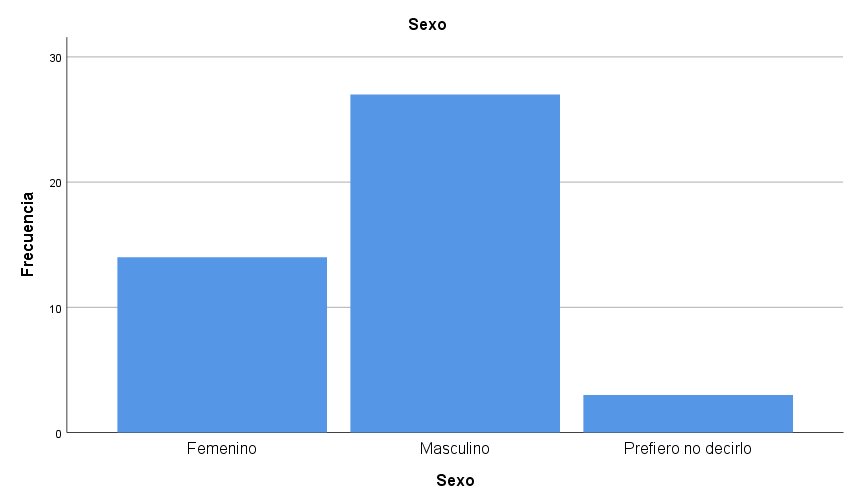 Sexo
30
20
10
0
Frecuencia
Femenino
Masculino
Prefiero no decirlo
Sexo